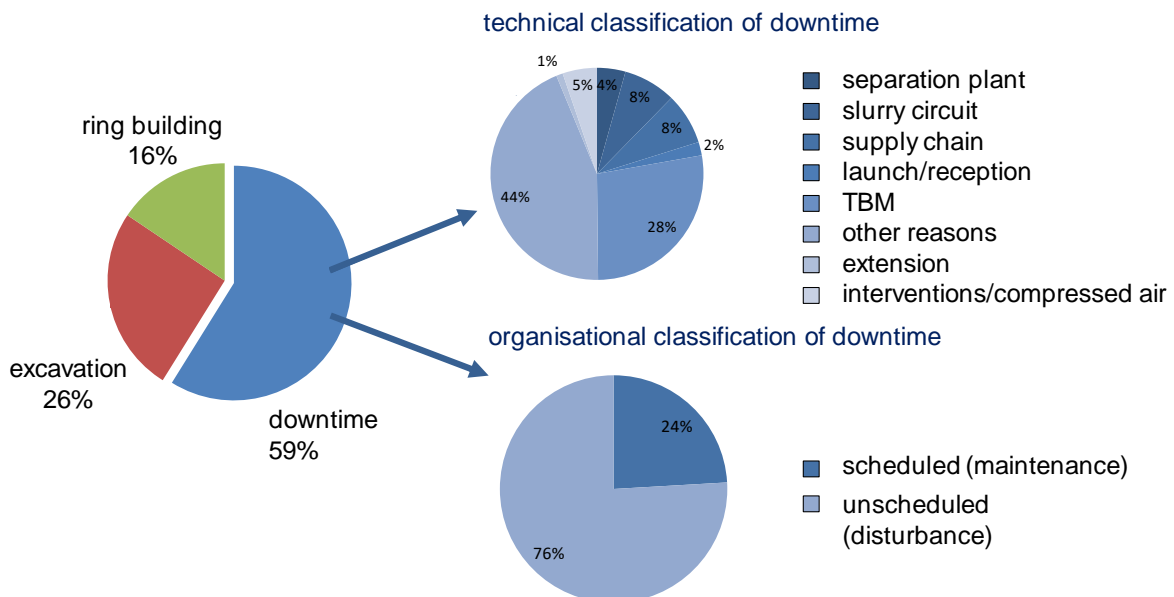 technical classification of downtime
1%
5%
4%
8%
8%
2%
28%
44%
separation plant
slurry circuit
supply chain
launch/reception
TBM
other reasons
extension
interventions/compressed air
ring building
16%
excavation
26%
downtime
59%
organisational classification of downtime
24%
76%
scheduled (maintenance)
unscheduled
(disturbance)